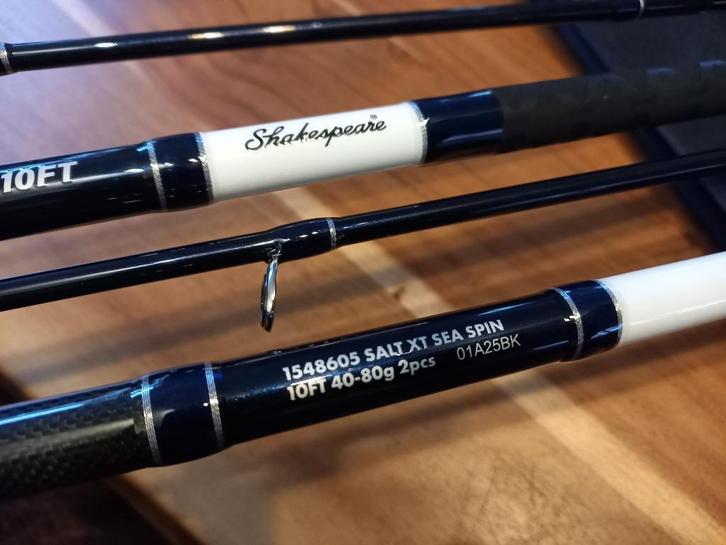 Shakespeare®
10FT
1548605 SALT XT SEA SPIN
10FT 40-80g 2pcs 01A25BK